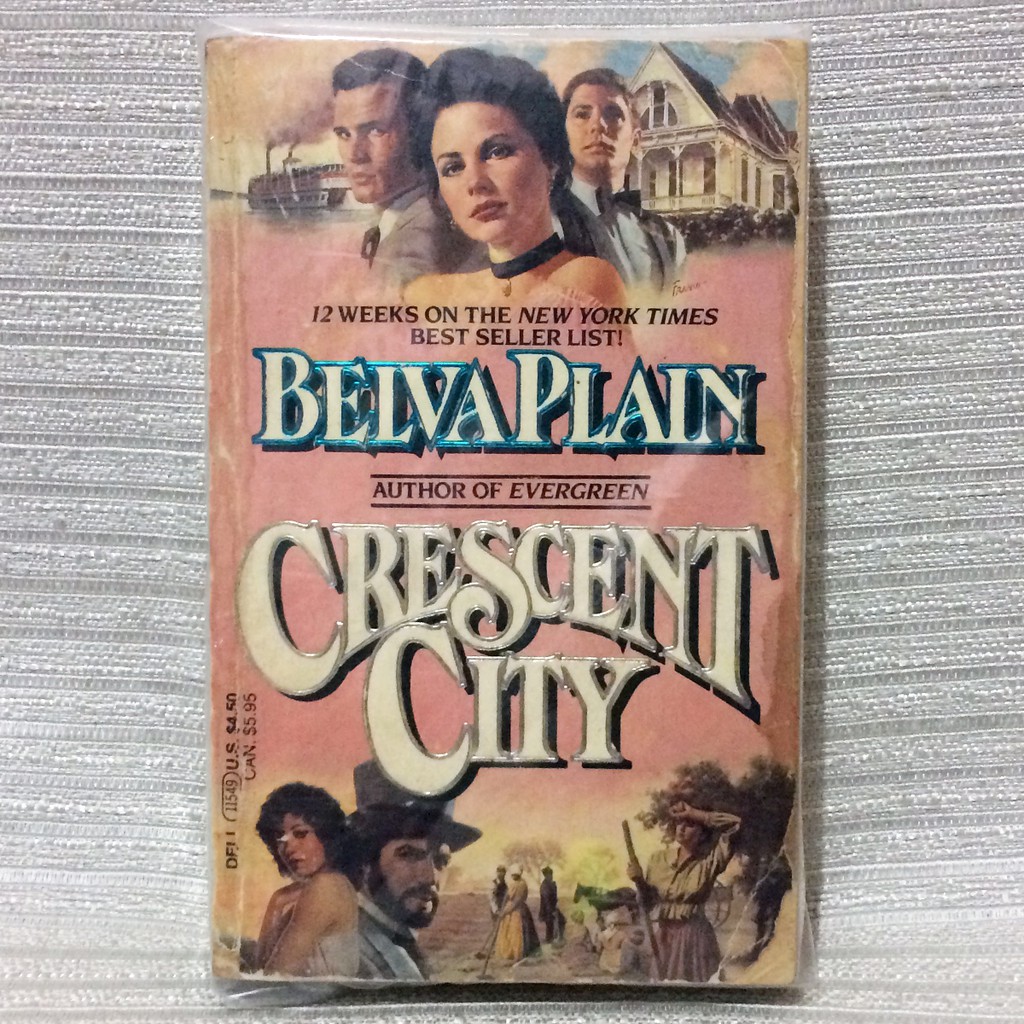 12 WEEKS ON THE NEW YORK TIMES
BEST SELLER LIST!
BELVA PLAIN
AUTHOR OF EVERGREEN
CRESCENT
CITY
DELL 11549 U.S. $4.50
CAN. $5.95